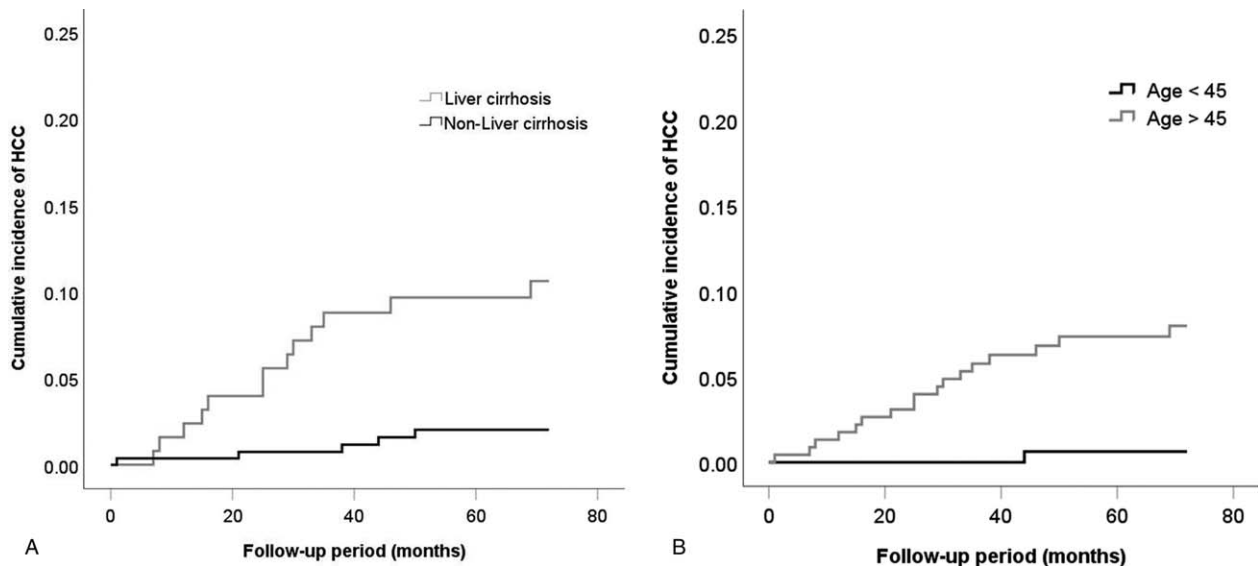 0.25
0.20
0.15
0.10
0.05
0.00
Cumulative incidence of HCC
Liver cirrhosis
Non-Liver cirrhosis
0 20 40 60 80
Follow-up period (months)
A
0.25
0.20
0.15
0.10
0.05
0.00
Cumulative incidence of HCC
Age < 45
Age > 45
0 20 40 60 80
Follow-up period (months)
B